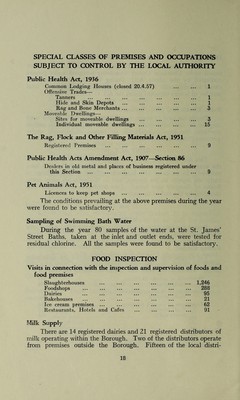 SPECIAL CLASSES OF PREMISES AND OCCUPATIONS
SUBJECT TO CONTROL BY THE LOCAL AUTHORITY
Public Health Act, 1936
Common Lodging Houses (closed 20.4.57) ... ... 1
Offensive Trades—
Tanners ... ... ... ... ... ... ... 1
Hide and Skin Depots ... ... ... ... ... 1
Rag and Bone Merchants ... ... ... ... ... 3
Moveable Dwellings—
Sites for moveable dwellings ... ... ... ... 3
Individual moveable dwellings ... ... ... ... 15
The Rag, Flock and Other Filling Materials Act, 1951
Registered Premises ... ... ... ... ... 9
Public Health Acts Amendment Act, 1907—Section 86
Dealers in old metal and places of business registered under
this Section ... ... ... ... ... ... 9
Pet Animals Act, 1951
Licences to keep pet shops ... ... ... ... 4
The conditions prevailing at the above premises during the year
were found to be satisfactory.
Sampling of Swimming Bath Water
During the year 80 samples of the water at the St. James'
Street Baths, taken at the inlet and outlet ends, were tested for
residual chlorine. All the samples were found to be satisfactory.
FOOD INSPECTION
Visits in connection with the inspection and supervision of foods and
food premises
Slaughterhouses ... ... ... ... ... 1,246
Foodshops ... ... ... ... ... 288
Dairies ... ... ... ... ... 95
Bakehouses ... ... ... ... ... 21
Ice cream premises ... ... ... ... ... 62
Restaurants, Hotels and Cafes ... ... ... 91
Milk Supply
There are 14 registered dairies and 21 registered distributors of
milk operating within the Borough. Two of the distributors operate
from premises outside the Borough. Fifteen of the local distri-
18